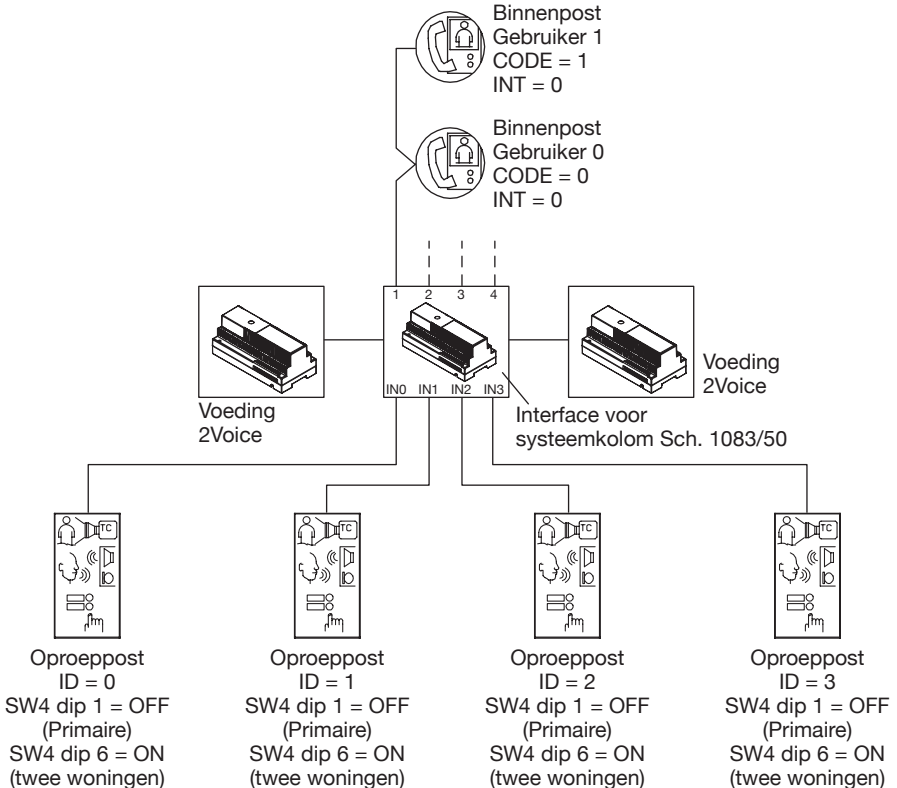 Binnenpost
Gebruiker 1
CODE = 1
INT = 0
Binnenpost
Gebruiker 0
CODE = 0
INT = 0
1 2 3 4
IN0 IN1 IN2 IN3
Voeding
2Voice
Voeding
2Voice
Interface voor
systeemkolom Sch. 1083/50
TC
TC
TC
TC
Oproeppost
ID = 0
SW4 dip 1 = OFF
(Primaire)
SW4 dip 6 = ON
(twee woningen)
Oproeppost
ID = 1
SW4 dip 1 = OFF
(Primaire)
SW4 dip 6 = ON
(twee woningen)
Oproeppost
ID = 2
SW4 dip 1 = OFF
(Primaire)
SW4 dip 6 = ON
(twee woningen)
Oproeppost
ID = 3
SW4 dip 1 = OFF
(Primaire)
SW4 dip 6 = ON
(twee woningen)